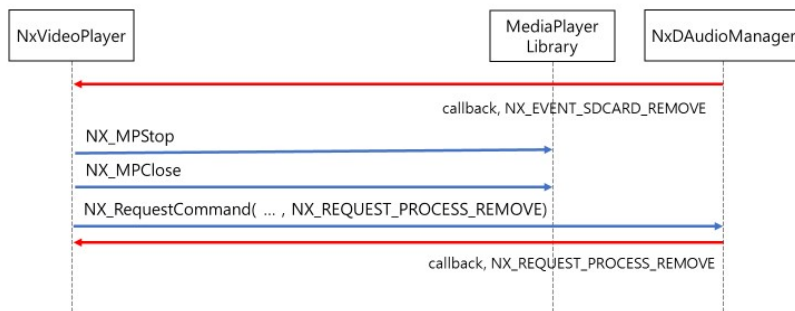 NxVideoPlayer
MediaPlayer
Library
NxDAudioManager
callback, NX_EVENT_SDCARD_REMOVE
NX_MPStop
NX_MPClose
NX_RequestCommand( ... , NX_REQUEST_PROCESS_REMOVE)
callback, NX_REQUEST_PROCESS_REMOVE